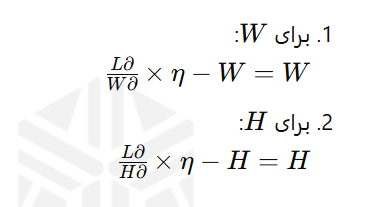 1. برای W:
W = W − η × ∂L/∂W
2. برای H:
H = H − η × ∂L/∂H